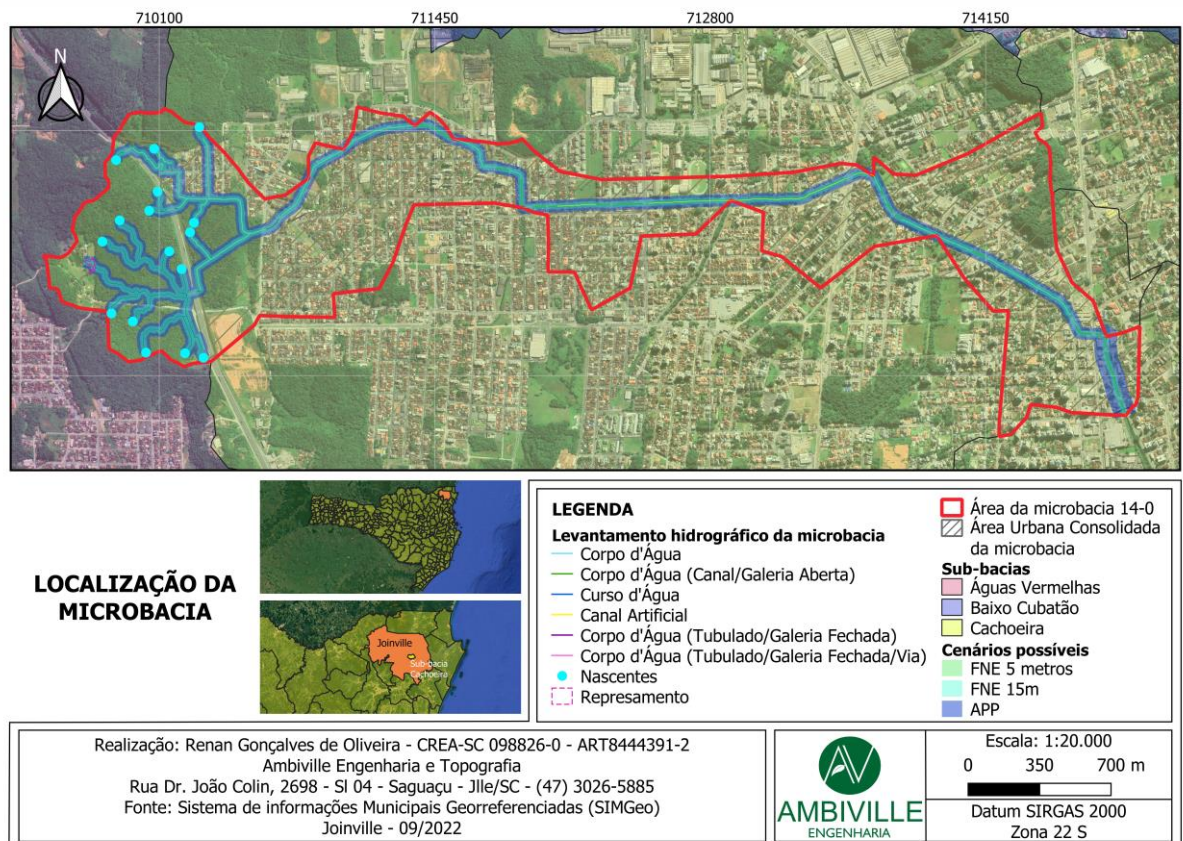 710100
711450
712800
714150
N
LOCALIZAÇÃO DA
MICROBACIA
Joinville
Sub-bacia
Cachoeira
LEGENDA
Levantamento hidrográfico da microbacia
Corpo d'Água
Corpo d'Água (Canal/Galeria Aberta)
Curso d'Água
Canal Artificial
Corpo d'Água (Tubulado/Galeria Fechada)
Corpo d'Água (Tubulado/Galeria Fechada/Via)
Nascentes
Represamento
Área da microbacia 14-0
Área Urbana Consolidada
da microbacia
Sub-bacias
Águas Vermelhas
Baixo Cubatão
Cachoeira
Cenários possíveis
FNE 5 metros
FNE 15m
APP
Realização: Renan Gonçalves de Oliveira - CREA-SC 098826-0 - ART8444391-2
Ambiville Engenharia e Topografia
Rua Dr. João Colin, 2698 - Sl 04 - Saguaçu - Jlle/SC - (47) 3026-5885
Fonte: Sistema de informações Municipais Georreferenciadas (SIMGeo)
Joinville - 09/2022
AV
AMBIVILLE
ENGENHARIA
Escala: 1:20.000
0 350 700 m
Datum SIRGAS 2000
Zona 22 S